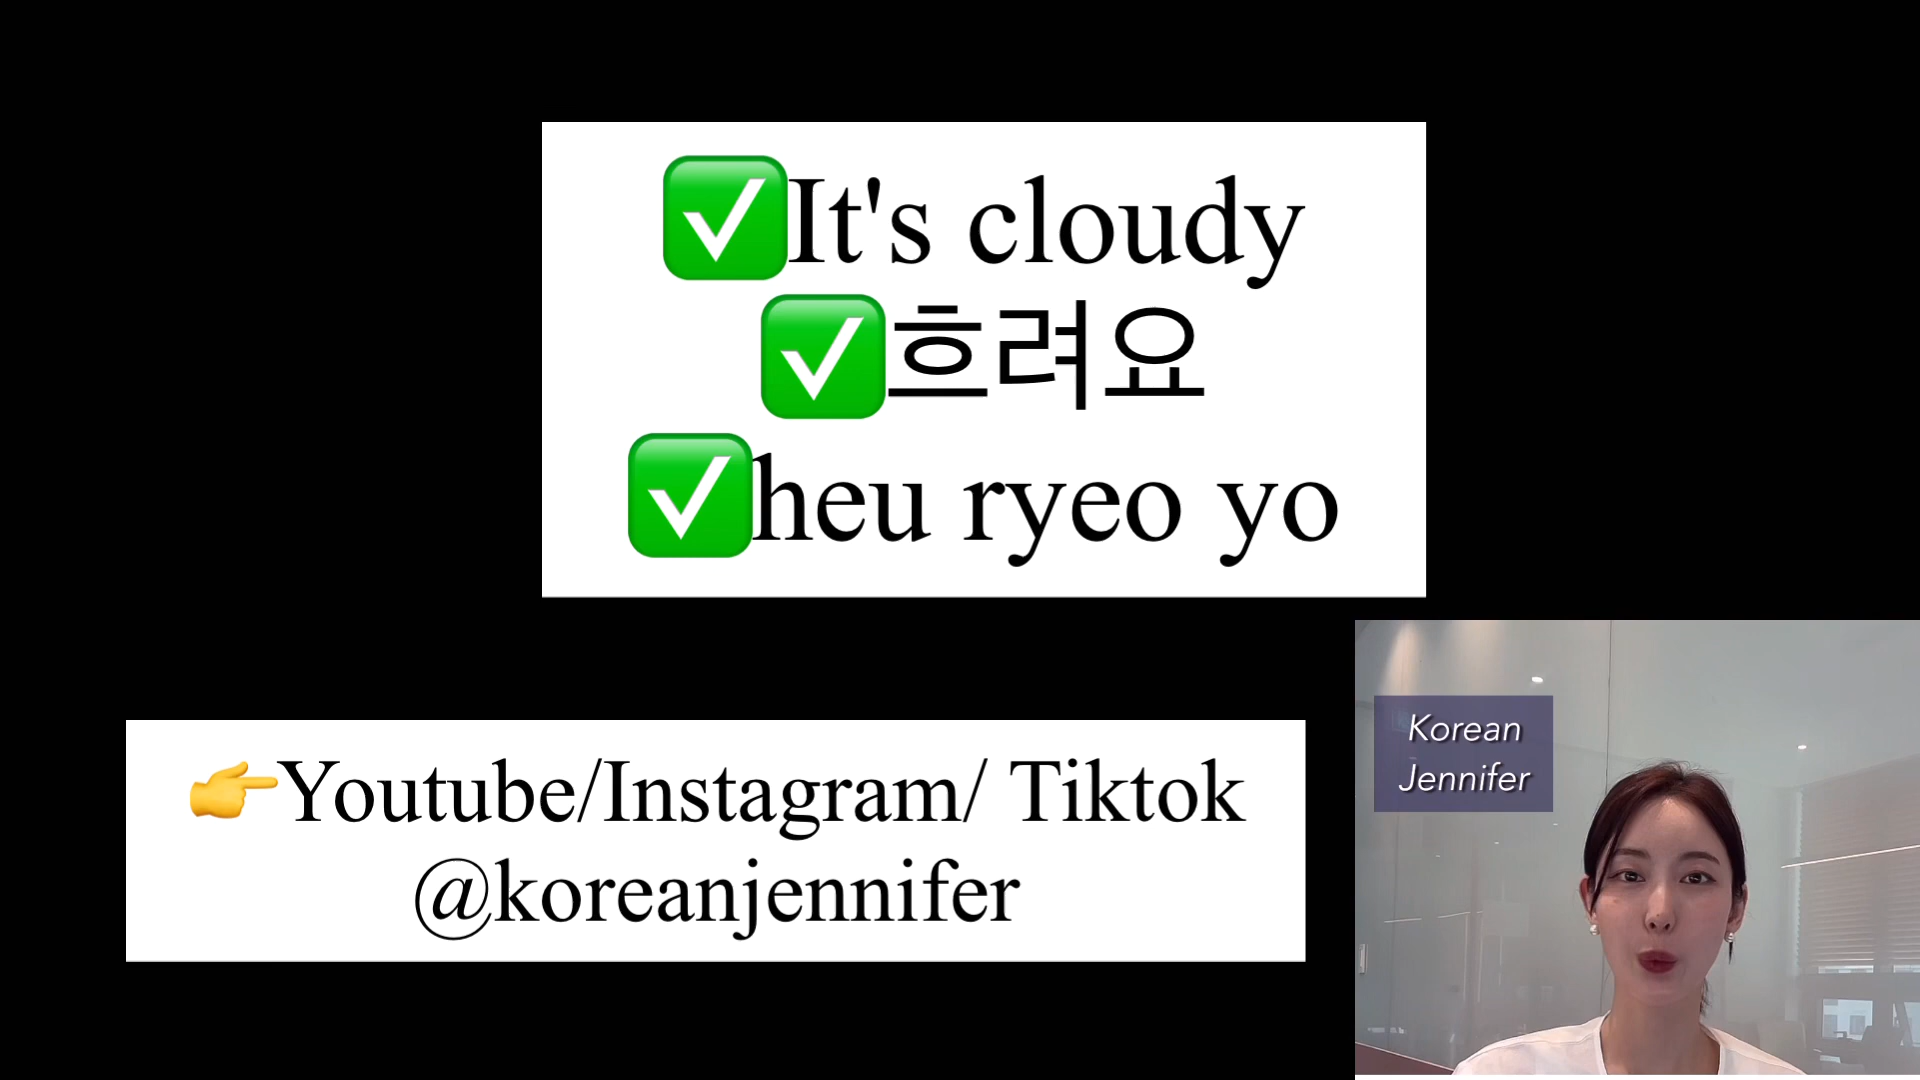 ✅It's cloudy
✅흐려요
✅heu ryeo yo
👉Youtube/Instagram/ Tiktok
@koreanjennifer
Korean
Jennifer